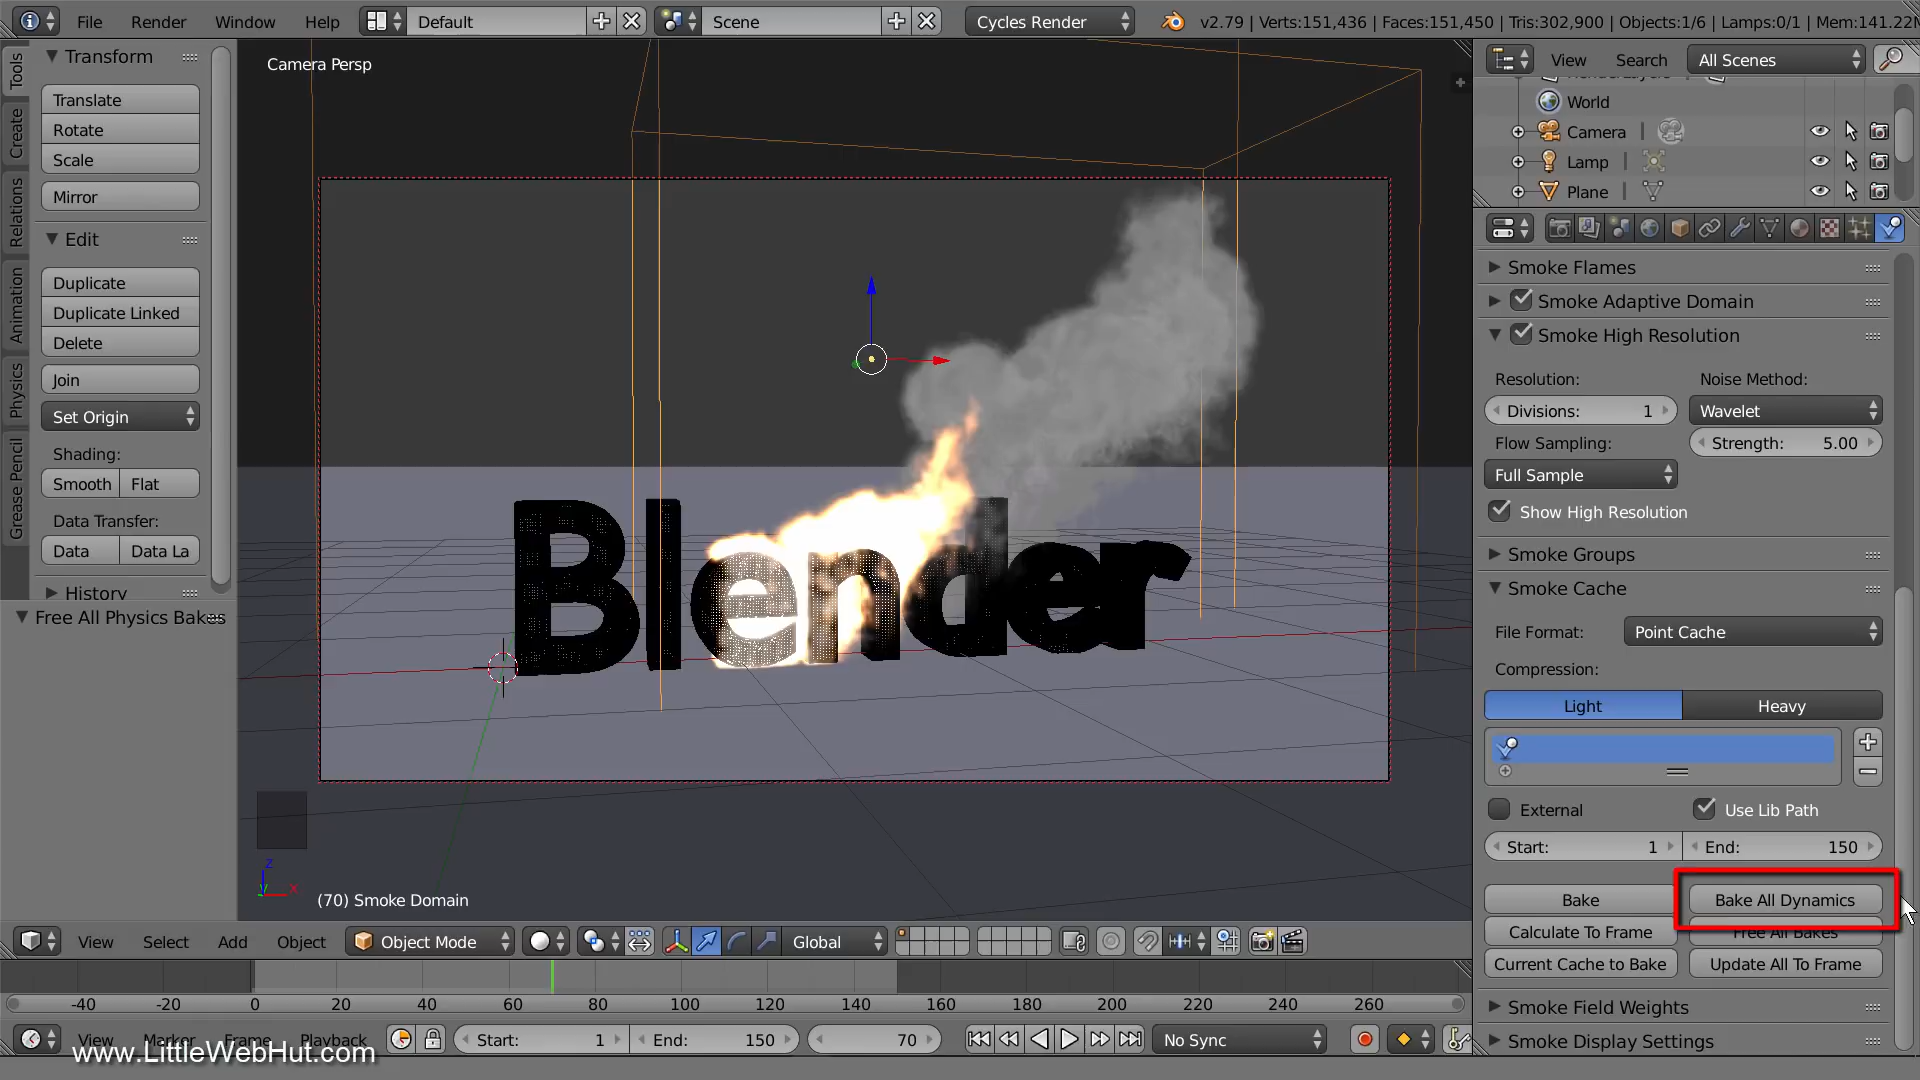 File Render Window Help Default Scene Cycles Render v2.79 | Verts:151,436 | Faces:151,450 | Tris:302,900 | Objects:1/6 | Lamps:0/1 | Mem:141.22
Tools
Create
Relations
Animation
Physics
Grease Pencil
Transform
Translate
Rotate
Scale
Mirror
Edit
Duplicate
Duplicate Linked
Delete
Join
Set Origin
Shading:
Smooth Flat
Data Transfer:
Data Data La
History
Free All Physics Bakes
Camera Persp
Blender
z
x
(70) Smoke Domain
View Select Add Object Object Mode Global
-40 -20 0 20 40 60 80 100 120 140 160 180 200 220 240 260
View Marker Frame Playback Start: 1 End: 150 70 No Sync
www.LittleWebHut.com
View Search All Scenes
World
Camera
Lamp
Plane
Smoke Flames
Smoke Adaptive Domain
Smoke High Resolution
Resolution: Noise Method:
Divisions: 1 Wavelet
Flow Sampling: Strength: 5.00
Full Sample
Show High Resolution
Smoke Groups
Smoke Cache
File Format: Point Cache
Compression:
Light Heavy
External Use Lib Path
Start: 1 End: 150
Bake Bake All Dynamics
Calculate To Frame Free All Bakes
Current Cache to Bake Update All To Frame
Smoke Field Weights
Smoke Display Settings